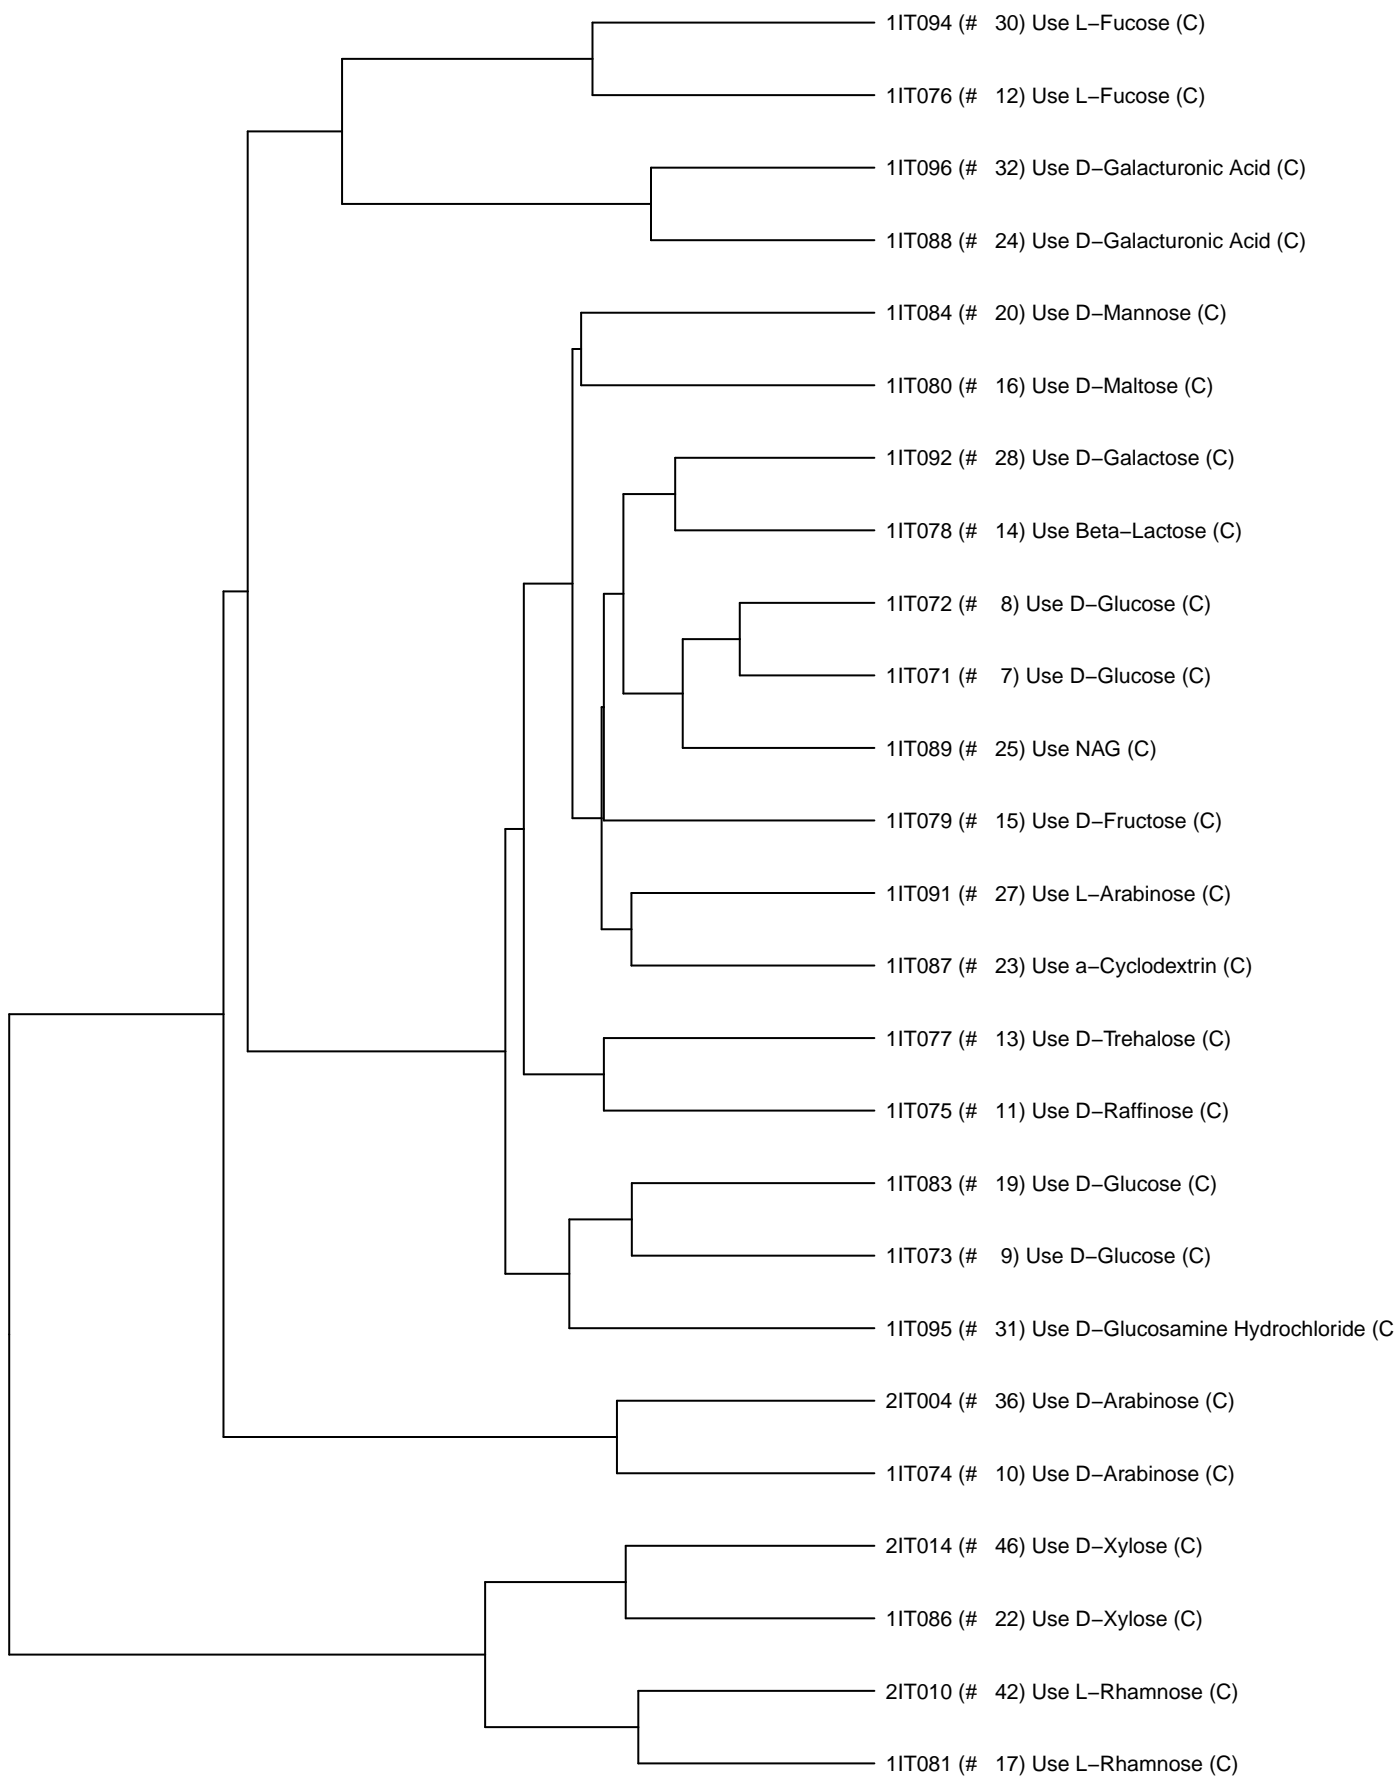 1IT094 (#   30) Use L−Fucose (C)
1IT076 (#   12) Use L−Fucose (C)
1IT096 (#   32) Use D−Galacturonic Acid (C)
1IT088 (#   24) Use D−Galacturonic Acid (C)
1IT084 (#   20) Use D−Mannose (C)
1IT080 (#   16) Use D−Maltose (C)
1IT092 (#   28) Use D−Galactose (C)
1IT078 (#   14) Use Beta−Lactose (C)
1IT072 (#    8) Use D−Glucose (C)
1IT071 (#    7) Use D−Glucose (C)
1IT089 (#   25) Use NAG (C)
1IT079 (#   15) Use D−Fructose (C)
1IT091 (#   27) Use L−Arabinose (C)
1IT087 (#   23) Use a−Cyclodextrin (C)
1IT077 (#   13) Use D−Trehalose (C)
1IT075 (#   11) Use D−Raffinose (C)
1IT083 (#   19) Use D−Glucose (C)
1IT073 (#    9) Use D−Glucose (C)
1IT095 (#   31) Use D−Glucosamine Hydrochloride (C
2IT004 (#   36) Use D−Arabinose (C)
1IT074 (#   10) Use D−Arabinose (C)
2IT014 (#   46) Use D−Xylose (C)
1IT086 (#   22) Use D−Xylose (C)
2IT010 (#   42) Use L−Rhamnose (C)
1IT081 (#   17) Use L−Rhamnose (C)